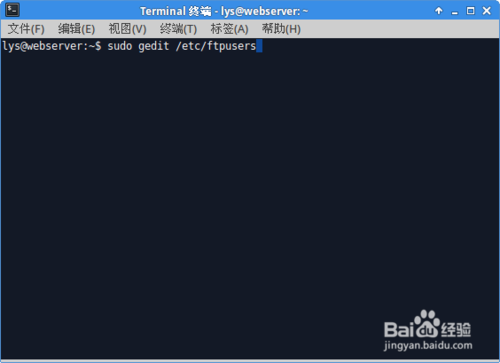 Terminal 终端 - lys@webserver: ~
文件(F) 编辑(E) 视图(V) 终端(T) 标签(A) 帮助(H)
lys@webserver:~$ sudo gedit /etc/ftpusers
Bai du 经验
jingyan.baidu.com